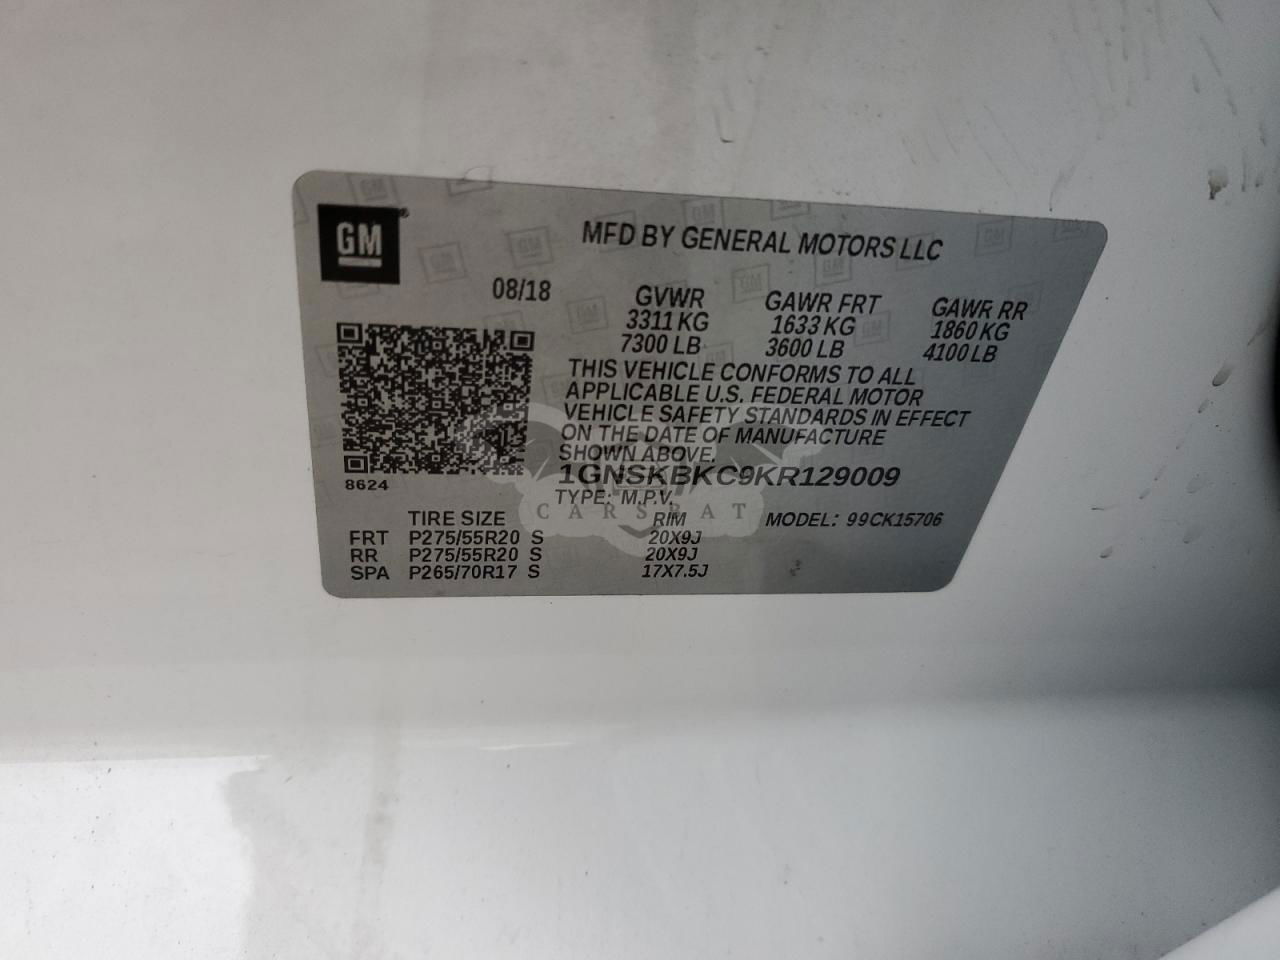 GM
MFD BY GENERAL MOTORS LLC
08/18
GVWR GAWR FRT GAWR RR
3311 KG 1633 KG 1860 KG
7300 LB 3600 LB 4100 LB
THIS VEHICLE CONFORMS TO ALL
APPLICABLE U.S. FEDERAL MOTOR
VEHICLE SAFETY STANDARDS IN EFFECT
ON THE DATE OF MANUFACTURE
SHOWN ABOVE.
1GNSKBKC9KR129009
8624
TYPE: M.P.V.
CARSBAT
TIRE SIZE RIM MODEL: 99CK15706
FRT P275/55R20 S 20X9J
RR P275/55R20 S 20X9J
SPA P265/70R17 S 17X7.5J